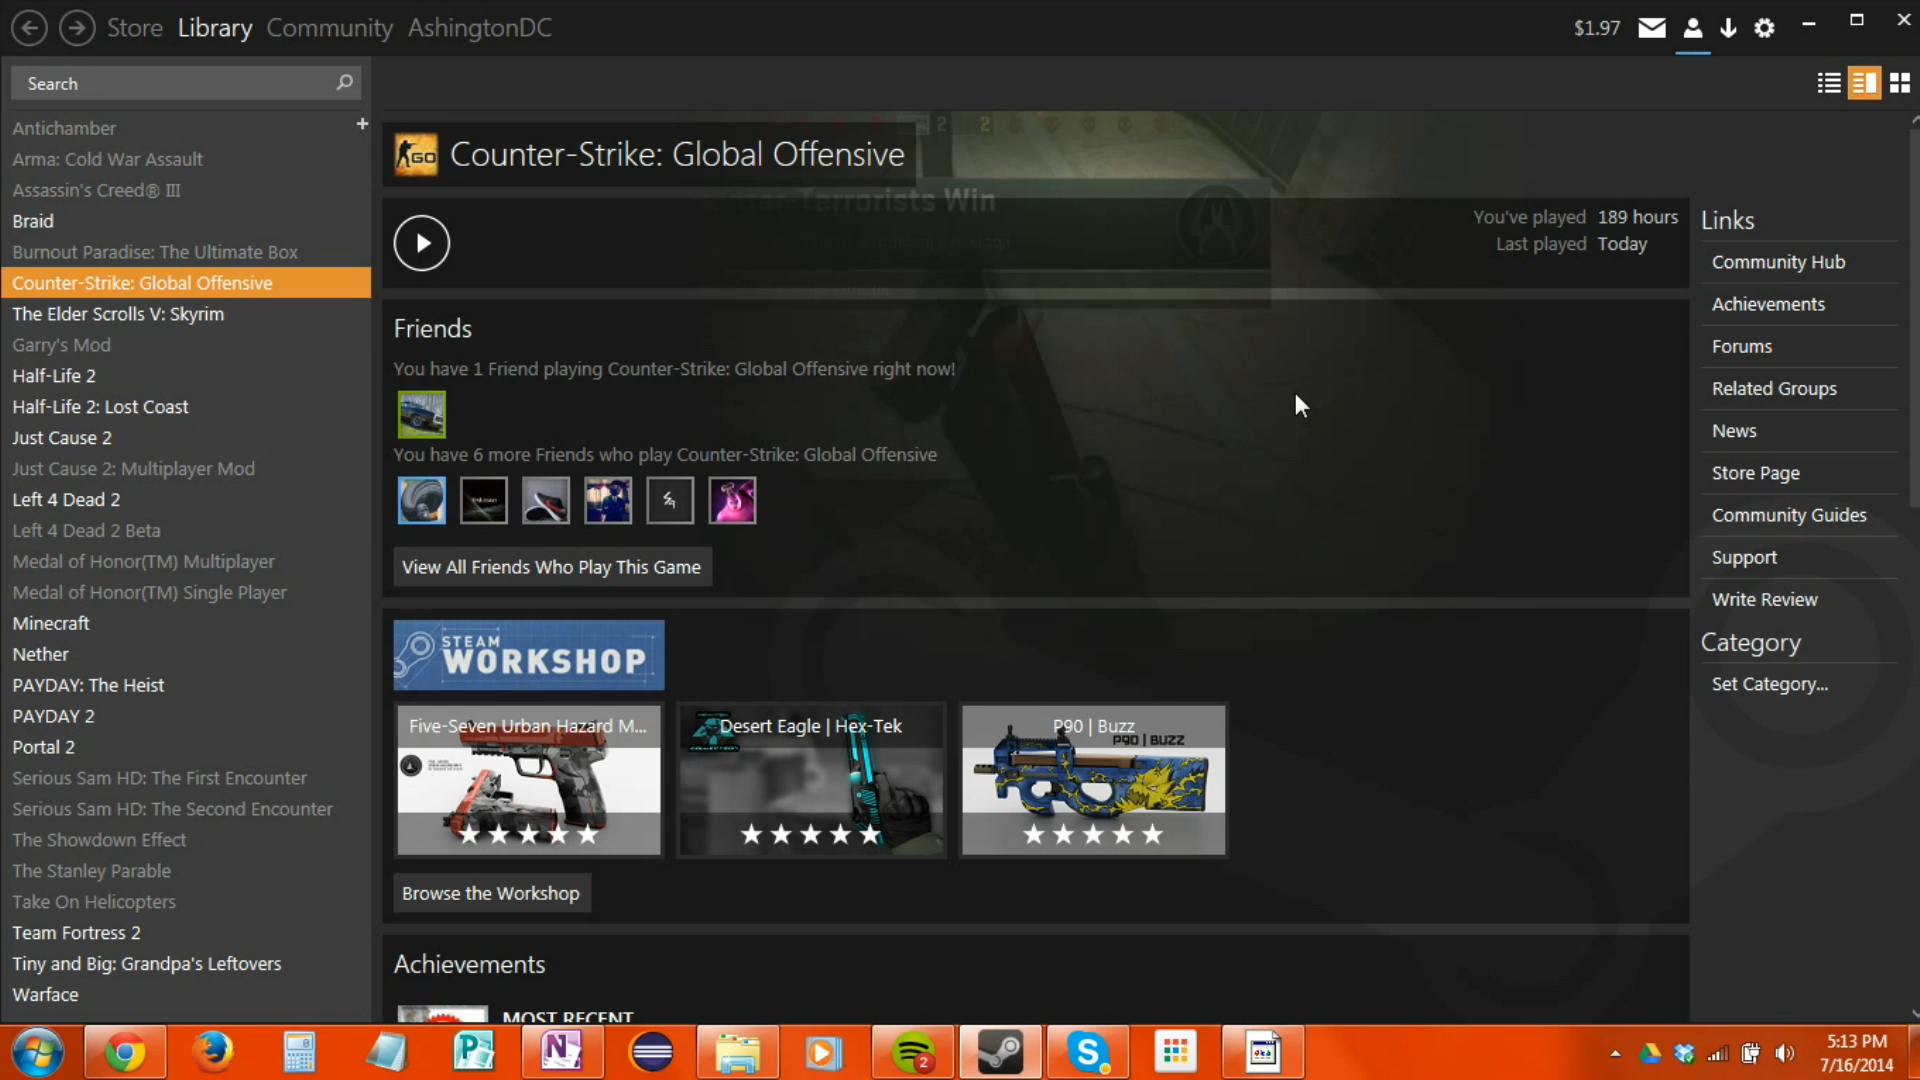 Store Library Community AshingtonDC
$1.97
Search
Antichamber
+
Arma: Cold War Assault
Assassin's Creed® III
Braid
Burnout Paradise: The Ultimate Box
Counter-Strike: Global Offensive
The Elder Scrolls V: Skyrim
Garry's Mod
Half-Life 2
Half-Life 2: Lost Coast
Just Cause 2
Just Cause 2: Multiplayer Mod
Left 4 Dead 2
Left 4 Dead 2 Beta
Medal of Honor(TM) Multiplayer
Medal of Honor(TM) Single Player
Minecraft
Nether
PAYDAY: The Heist
PAYDAY 2
Portal 2
Serious Sam HD: The First Encounter
Serious Sam HD: The Second Encounter
The Showdown Effect
The Stanley Parable
Take On Helicopters
Team Fortress 2
Tiny and Big: Grandpa's Leftovers
Warface
2 2
GO Counter-Strike: Global Offensive
Terrorists Win
You've played 189 hours
Last played Today
Friends
You have 1 Friend playing Counter-Strike: Global Offensive right now!
You have 6 more Friends who play Counter-Strike: Global Offensive
View All Friends Who Play This Game
STEAM
WORKSHOP
Five-Seven Urban Hazard M...
Desert Eagle | Hex-Tek
COLLECTION
P90 | Buzz
P90 | BUZZ
Browse the Workshop
Achievements
MOST RECENT
Links
Community Hub
Achievements
Forums
Related Groups
News
Store Page
Community Guides
Support
Write Review
Category
Set Category...
2
5:13 PM
7/16/2014